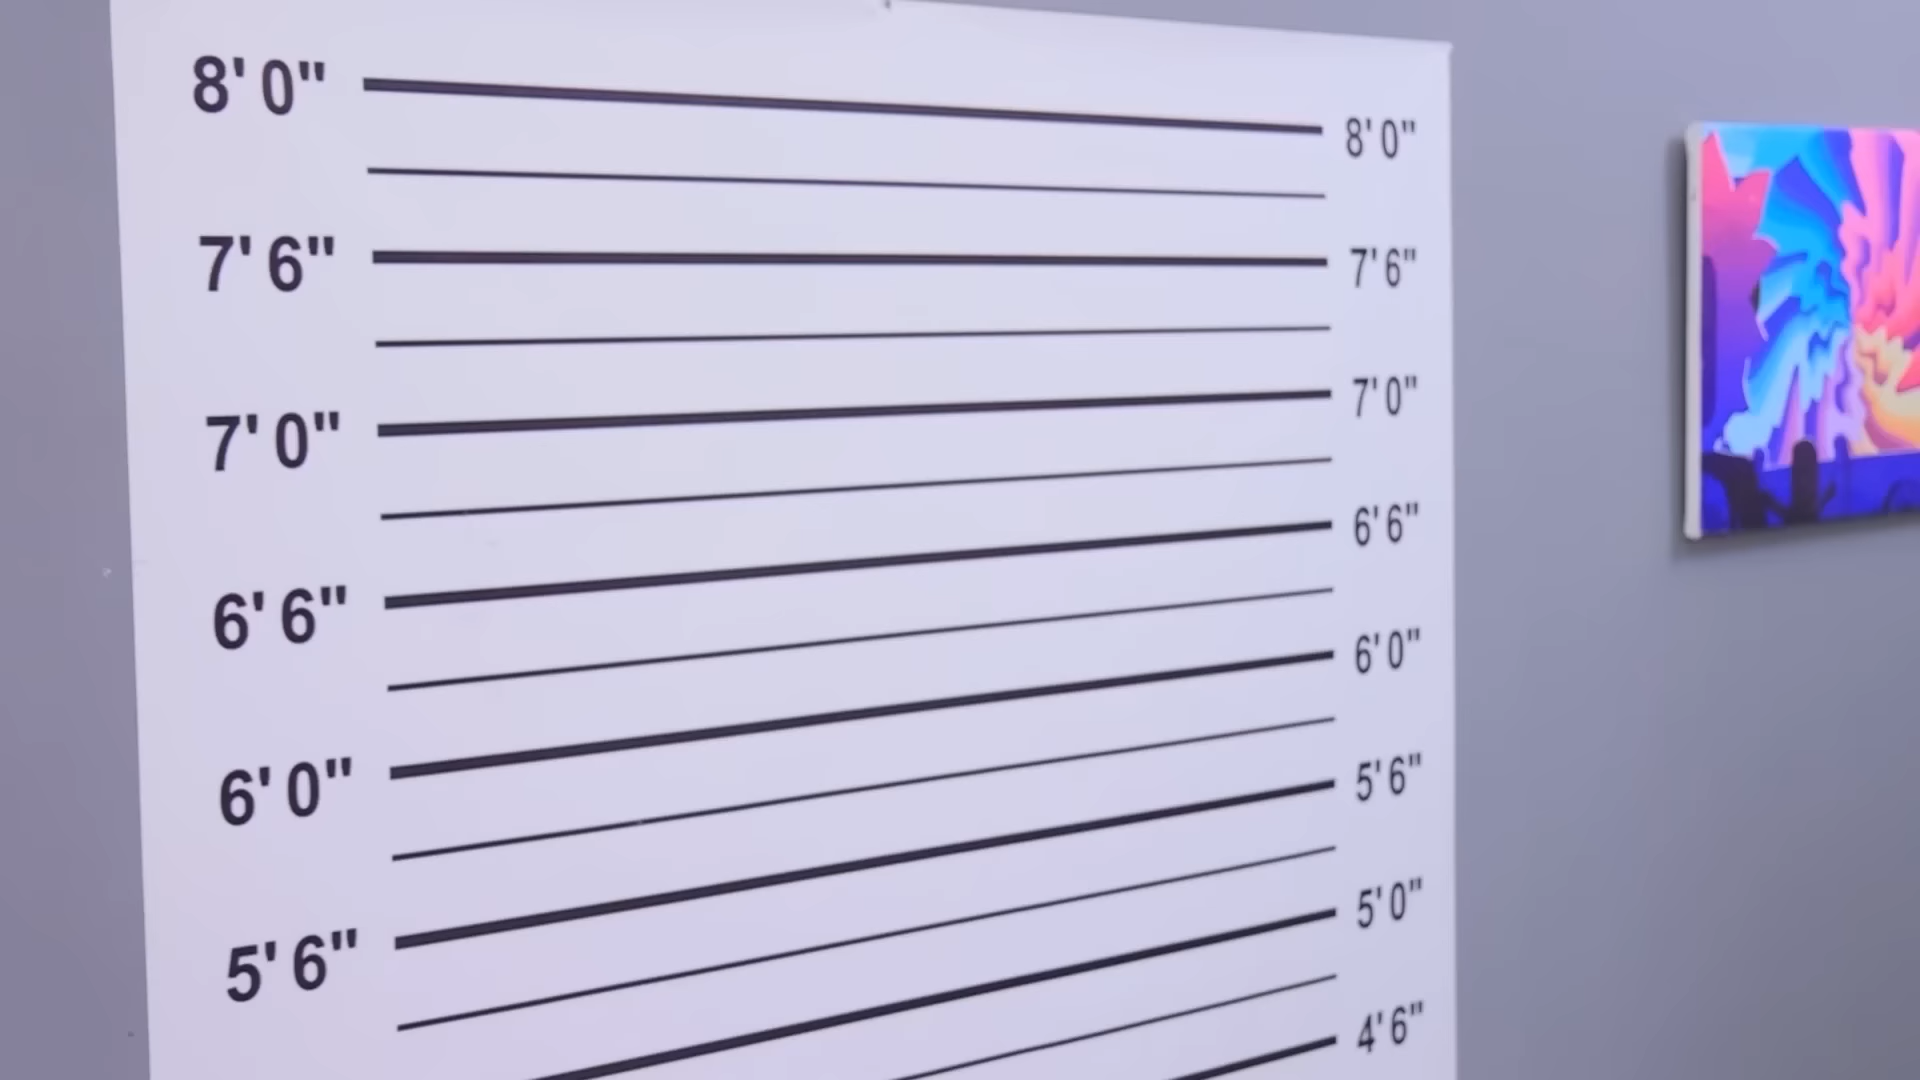 8' 0" 8' 0"
7' 6" 7' 6"
7' 0" 7' 0"
6' 6" 6' 6"
6' 0" 6' 0"
5' 6" 5' 6"
5' 0"
4' 6"